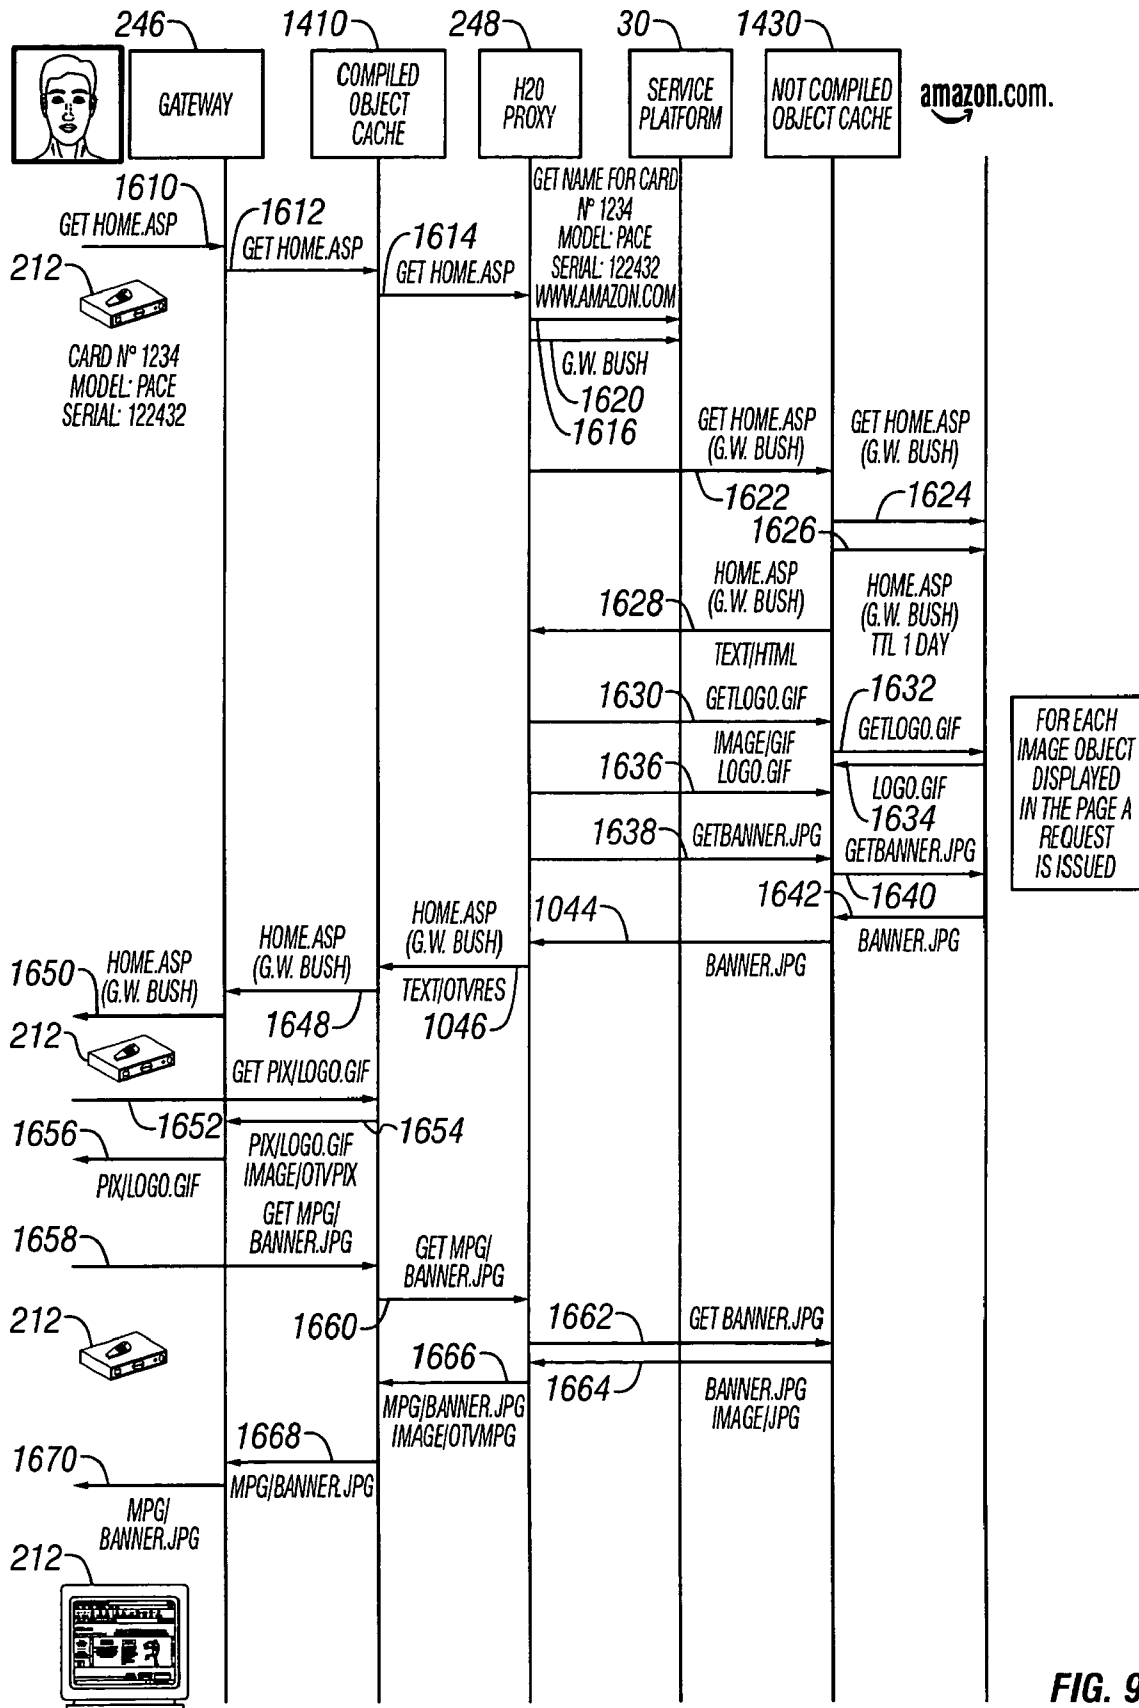 246
1410
248
30
1430
GATEWAY
COMPILED
OBJECT
CACHE
H20
PROXY
SERVICE
PLATFORM
NOT COMPILED
OBJECT CACHE
amazon.com.
1610
GET HOME.ASP
1612
GET HOME.ASP
1614
GET HOME.ASP
GET NAME FOR CARD
Nº 1234
MODEL: PACE
SERIAL: 122432
WWW.AMAZON.COM
212
CARD Nº 1234
MODEL: PACE
SERIAL: 122432
G.W. BUSH
1620
1616
GET HOME.ASP
(G.W. BUSH)
1622
GET HOME.ASP
(G.W. BUSH)
1624
1626
HOME.ASP
(G.W. BUSH)
1628
TEXT/HTML
HOME.ASP
(G.W. BUSH)
TTL 1 DAY
1630
GETLOGO.GIF
1632
GETLOGO.GIF
IMAGE/GIF
LOGO.GIF
1636
LOGO.GIF
1634
FOR EACH
IMAGE OBJECT
DISPLAYED
IN THE PAGE A
REQUEST
IS ISSUED
1638
GETBANNER.JPG
GETBANNER.JPG
1640
1642
BANNER.JPG
1044
BANNER.JPG
HOME.ASP
(G.W. BUSH)
TEXT/OTVRES
1046
HOME.ASP
(G.W. BUSH)
1648
HOME.ASP
(G.W. BUSH)
1650
212
GET PIX/LOGO.GIF
1652
1654
PIX/LOGO.GIF
IMAGE/OTVPIX
1656
PIX/LOGO.GIF
GET MPG/
BANNER.JPG
1658
GET MPG/
BANNER.JPG
1660
212
1662
GET BANNER.JPG
1664
BANNER.JPG
IMAGE/JPG
1666
MPG/BANNER.JPG
IMAGE/OTVMPG
1668
MPG/BANNER.JPG
1670
MPG/
BANNER.JPG
212
FIG. 9